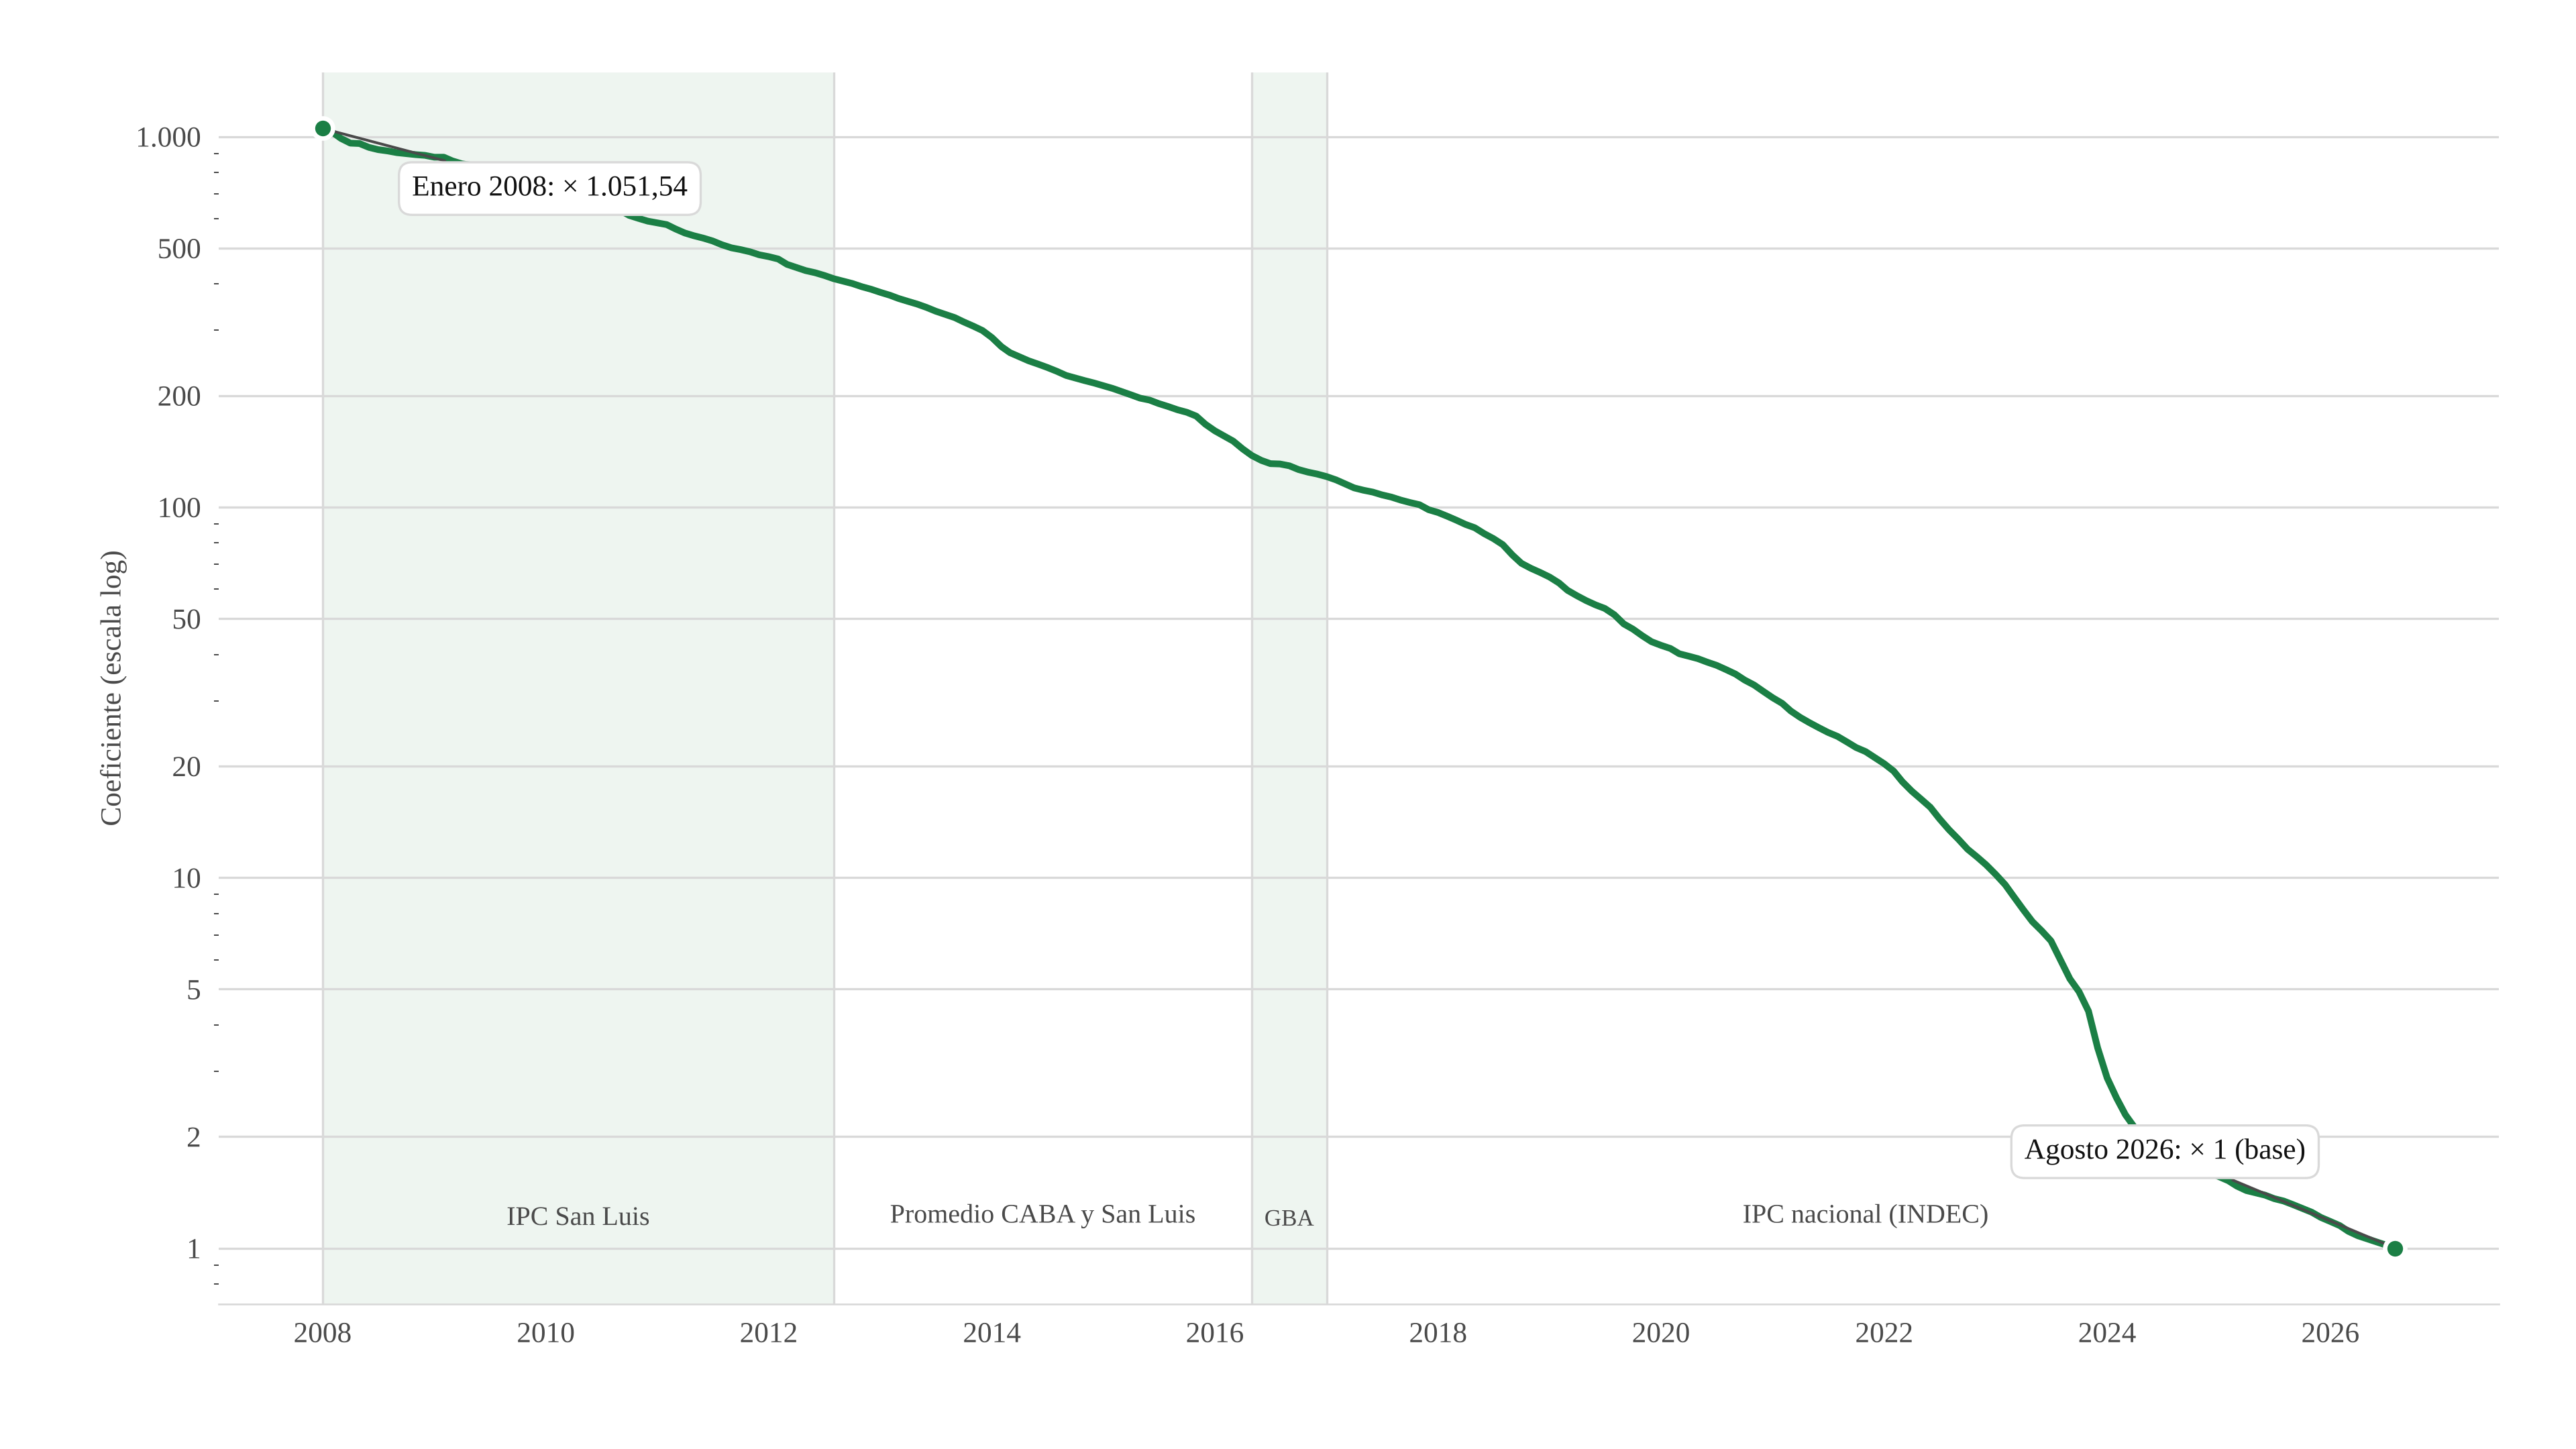 1.000
Enero 2008: × 1.051,54
500
200
100
50
Coeficiente (escala log)
20
10
5
2
Agosto 2026: × 1 (base)
IPC San Luis
Promedio CABA y San Luis
GBA
IPC nacional (INDEC)
1
2008 2010 2012 2014 2016 2018 2020 2022 2024 2026